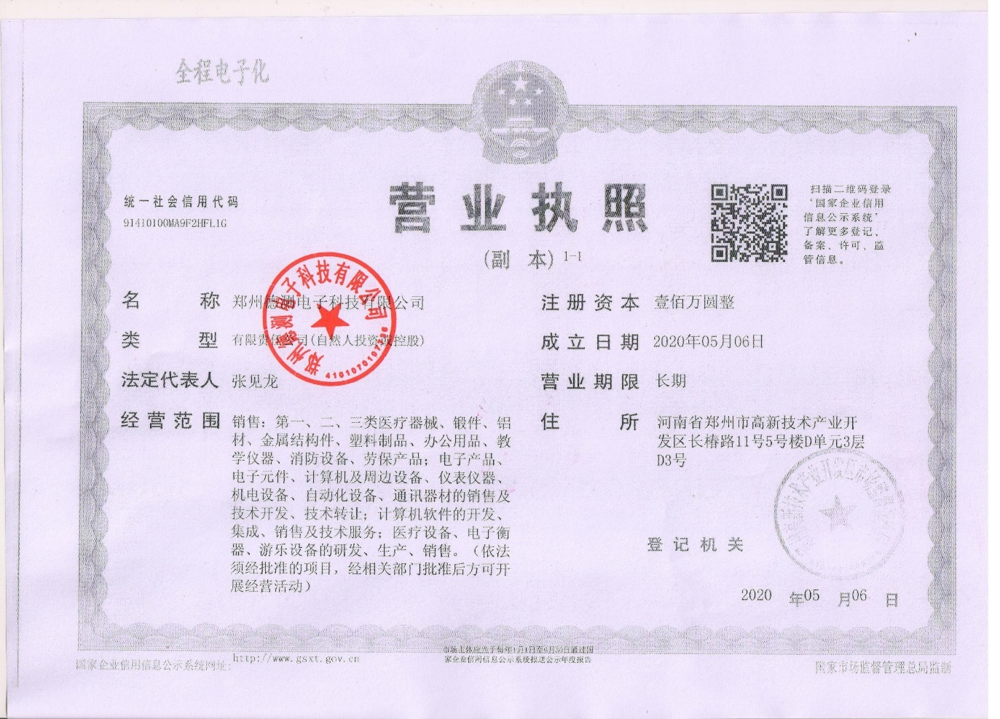 全程电子化
统一社会信用代码
91410100MA9F2HFL1G
营业执照
(副 本) 1-1
扫描二维码登录
‘国家企业信用
信息公示系统’
了解更多登记、
备案、许可、监
管信息。
名 称 郑州德测电子科技有限公司
类 型 有限责任公司(自然人投资或控股)
法定代表人 张见龙
经营范围 销售：第一、二、三类医疗器械、锻件、铝
材、金属结构件、塑料制品、办公用品、教
学仪器、消防设备、劳保产品；电子产品、
电子元件、计算机及周边设备、仪表仪器、
机电设备、自动化设备、通讯器材的销售及
技术开发、技术转让；计算机软件的开发、
集成、销售及技术服务；医疗设备、电子衡
器、游乐设备的研发、生产、销售。（依法
须经批准的项目，经相关部门批准后方可开
展经营活动）
注册资本 壹佰万圆整
成立日期 2020年05月06日
营业期限 长期
住 所 河南省郑州市高新技术产业开
发区长椿路11号5号楼D单元3层
D3号
郑州德测电子科技有限公司
登记机关
2020 年05 月06 日
国家企业信用信息公示系统网址: http://www.gsxt.gov.cn
市场主体应当于每年1月1日至6月30日通过国
家企业信用信息公示系统报送公示年度报告
国家市场监督管理总局监制